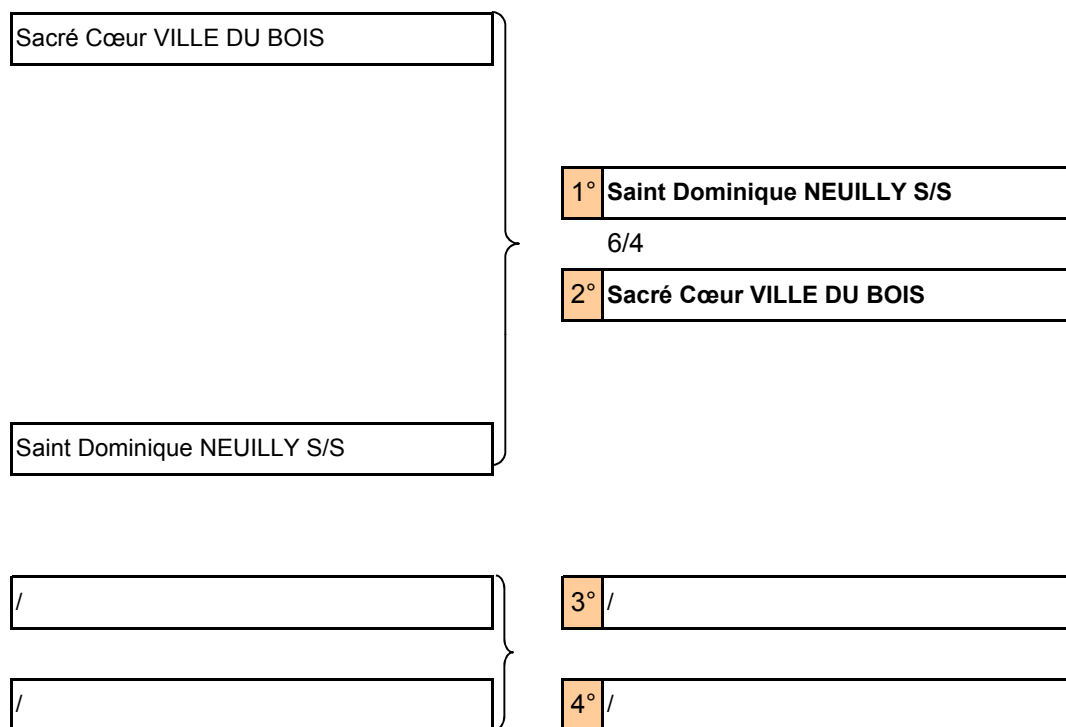 Sacré Cœur VILLE DU BOIS
1° Saint Dominique NEUILLY S/S
6/4
2° Sacré Cœur VILLE DU BOIS
Saint Dominique NEUILLY S/S
/
3° /
/
4° /